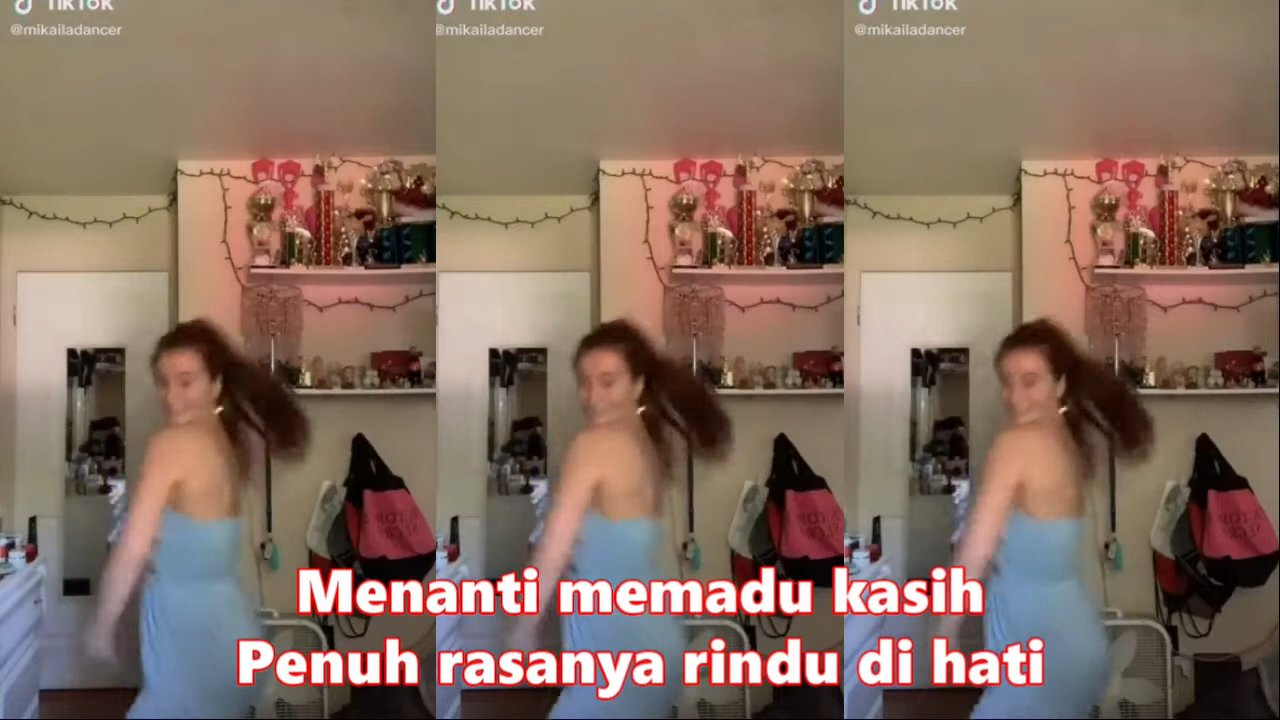 TikTok TikTok TikTok
@mikailadancer @mikailadancer @mikailadancer
Menanti memadu kasih
Penuh rasanya rindu di hati